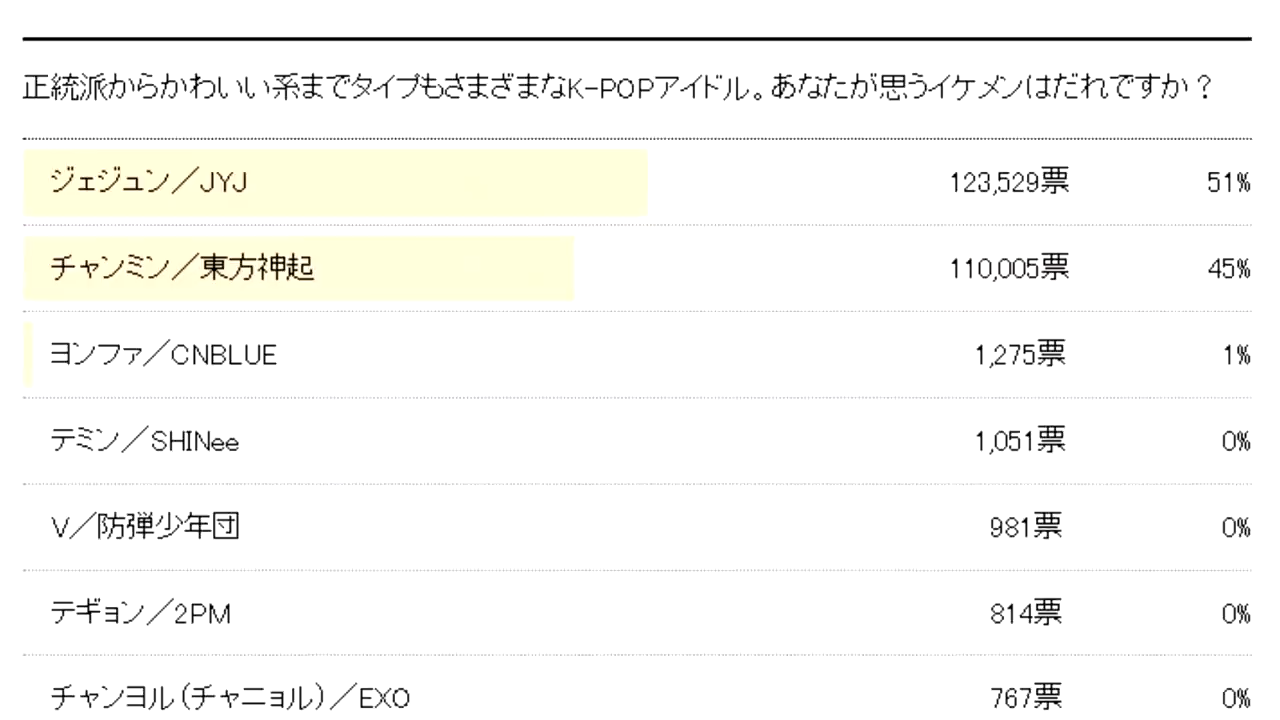 正統派からかわいい系までタイプもさまざまなK-POPアイドル。あなたが思うイケメンはだれですか？
ジェジュン／JYJ 123,529票 51%
チャンミン／東方神起 110,005票 45%
ヨンファ／CNBLUE 1,275票 1%
テミン／SHINee 1,051票 0%
V／防弾少年団 981票 0%
テギョン／2PM 814票 0%
チャンヨル（チャニョル）／EXO 767票 0%